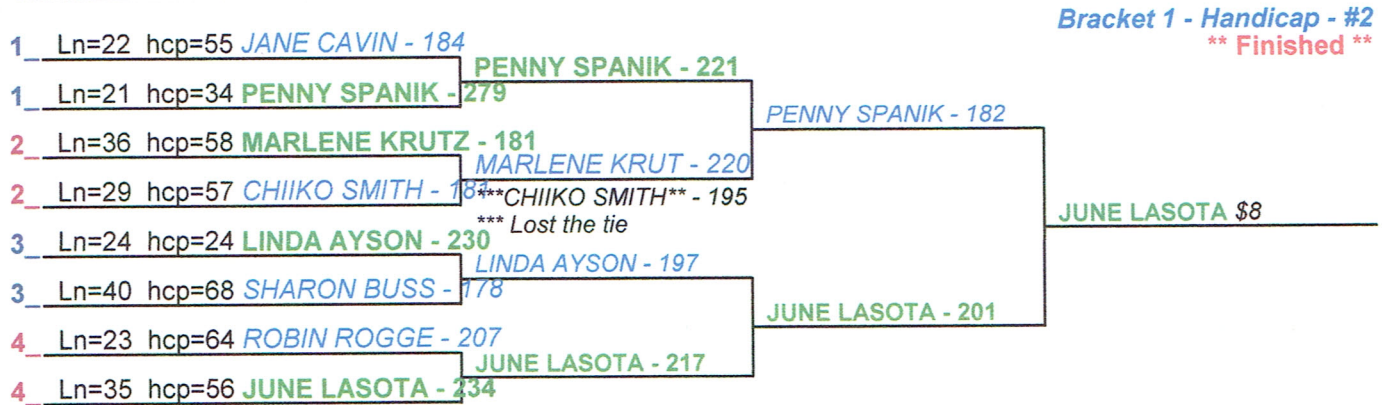 Bracket 1 - Handicap - #2
** Finished **
1_ Ln=22 hcp=55 JANE CAVIN - 184
PENNY SPANIK - 221
1_ Ln=21 hcp=34 PENNY SPANIK - 279
PENNY SPANIK - 182
2_ Ln=36 hcp=58 MARLENE KRUTZ - 181
MARLENE KRUT - 220
2_ Ln=29 hcp=57 CHIIKO SMITH - 181
***CHIIKO SMITH** - 195
*** Lost the tie
JUNE LASOTA $8
3_ Ln=24 hcp=24 LINDA AYSON - 230
LINDA AYSON - 197
3_ Ln=40 hcp=68 SHARON BUSS - 178
JUNE LASOTA - 201
4_ Ln=23 hcp=64 ROBIN ROGGE - 207
JUNE LASOTA - 217
4_ Ln=35 hcp=56 JUNE LASOTA - 234